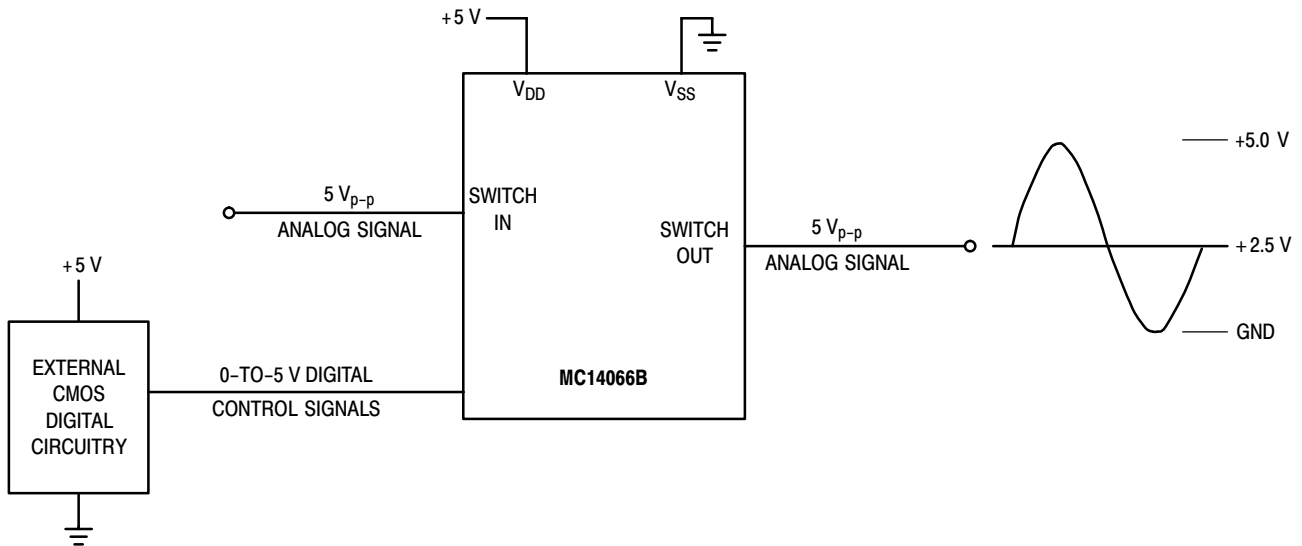 +5 V
VDD
VSS
+5.0 V
5 Vp-p
ANALOG SIGNAL
SWITCH
IN
SWITCH
OUT
5 Vp-p
ANALOG SIGNAL
+2.5 V
+5 V
GND
EXTERNAL
CMOS
DIGITAL
CIRCUITRY
0-TO-5 V DIGITAL
CONTROL SIGNALS
MC14066B